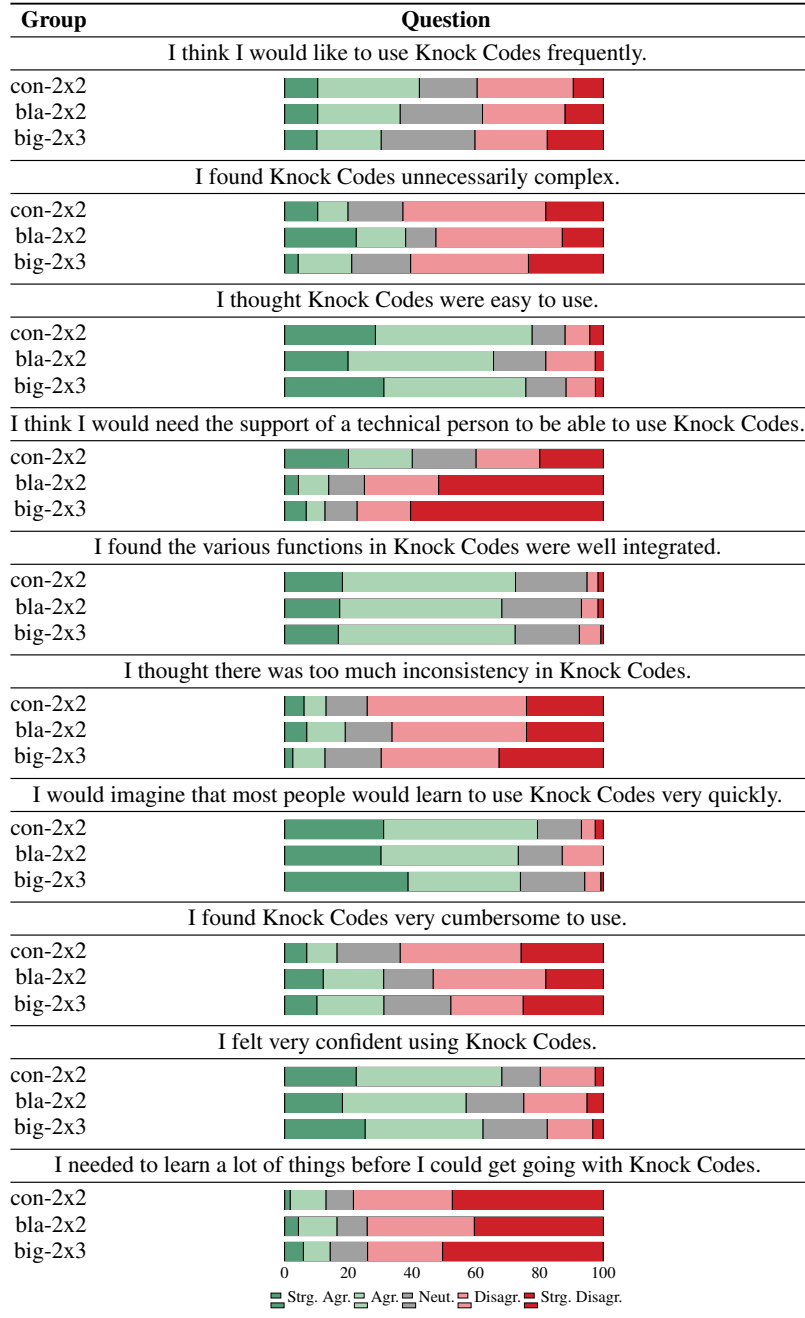 Group Question
I think I would like to use Knock Codes frequently.
con-2x2
bla-2x2
big-2x3
I found Knock Codes unnecessarily complex.
con-2x2
bla-2x2
big-2x3
I thought Knock Codes were easy to use.
con-2x2
bla-2x2
big-2x3
I think I would need the support of a technical person to be able to use Knock Codes.
con-2x2
bla-2x2
big-2x3
I found the various functions in Knock Codes were well integrated.
con-2x2
bla-2x2
big-2x3
I thought there was too much inconsistency in Knock Codes.
con-2x2
bla-2x2
big-2x3
I would imagine that most people would learn to use Knock Codes very quickly.
con-2x2
bla-2x2
big-2x3
I found Knock Codes very cumbersome to use.
con-2x2
bla-2x2
big-2x3
I felt very confident using Knock Codes.
con-2x2
bla-2x2
big-2x3
I needed to learn a lot of things before I could get going with Knock Codes.
con-2x2
bla-2x2
big-2x3
0 20 40 60 80 100
Strg. Agr. Agr. Neut. Disagr. Strg. Disagr.